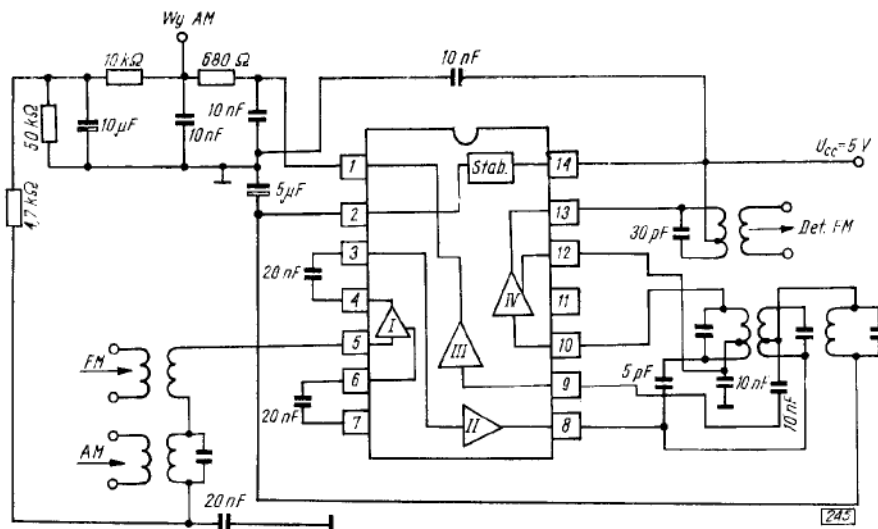 Wy AM
10 kΩ
680 Ω
10 nF
50 kΩ
10 μF
10 nF
10 nF
Ucc=5 V
1
Stab.
14
5 μF
4,7 kΩ
2
13
30 pF
Det. FM
3
12
20 nF
IV
4
11
I
III
5
10
FM
6
9
5 pF
10 nF
20 nF
10 nF
7
II
8
AM
20 nF
245